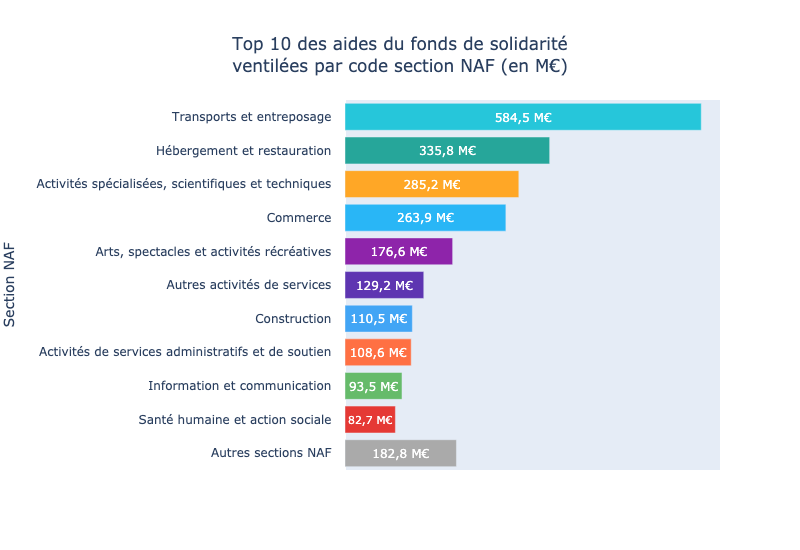 Top 10 des aides du fonds de solidarité
ventilées par code section NAF (en M€)
Section NAF
Transports et entreposage 584,5 M€
Hébergement et restauration 335,8 M€
Activités spécialisées, scientifiques et techniques 285,2 M€
Commerce 263,9 M€
Arts, spectacles et activités récréatives 176,6 M€
Autres activités de services 129,2 M€
Construction 110,5 M€
Activités de services administratifs et de soutien 108,6 M€
Information et communication 93,5 M€
Santé humaine et action sociale 82,7 M€
Autres sections NAF 182,8 M€